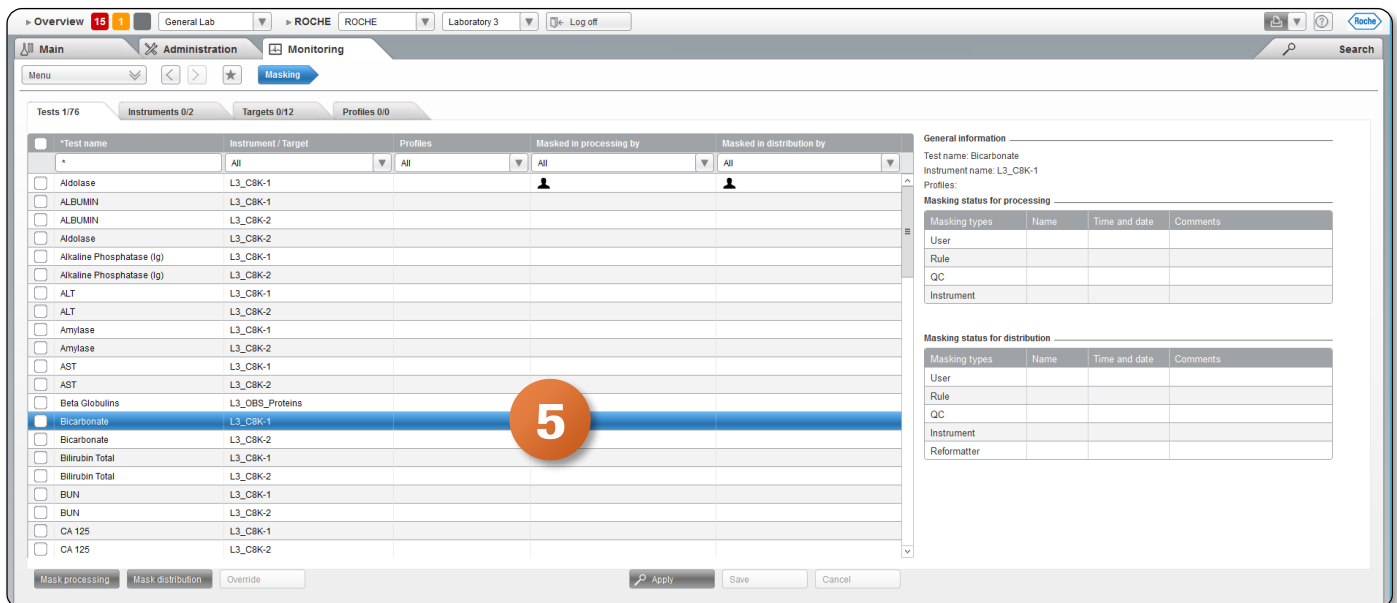 Overview 15 1 General Lab ROCHE ROCHE Laboratory 3 Log off ? Roche
Main Administration Monitoring Search
Menu Masking
Tests 1/76 Instruments 0/2 Targets 0/12 Profiles 0/0
*Test name Instrument / Target Profiles Masked in processing by Masked in distribution by
* All All All All
Aldolase L3_C8K-1
ALBUMIN L3_C8K-1
ALBUMIN L3_C8K-2
Aldolase L3_C8K-2
Alkaline Phosphatase (Ig) L3_C8K-1
Alkaline Phosphatase (Ig) L3_C8K-2
ALT L3_C8K-1
ALT L3_C8K-2
Amylase L3_C8K-1
Amylase L3_C8K-2
AST L3_C8K-1
AST L3_C8K-2
Beta Globulins L3_OBS_Proteins
Bicarbonate L3_C8K-1
5
Bicarbonate L3_C8K-2
Bilirubin Total L3_C8K-1
Bilirubin Total L3_C8K-2
BUN L3_C8K-1
BUN L3_C8K-2
CA 125 L3_C8K-1
CA 125 L3_C8K-2
Mask processing Mask distribution Override Apply Save Cancel
General information
Test name: Bicarbonate
Instrument name: L3_C8K-1
Profiles:
Masking status for processing
Masking types Name Time and date Comments
User
Rule
QC
Instrument
Masking status for distribution
Masking types Name Time and date Comments
User
Rule
QC
Instrument
Reformatter